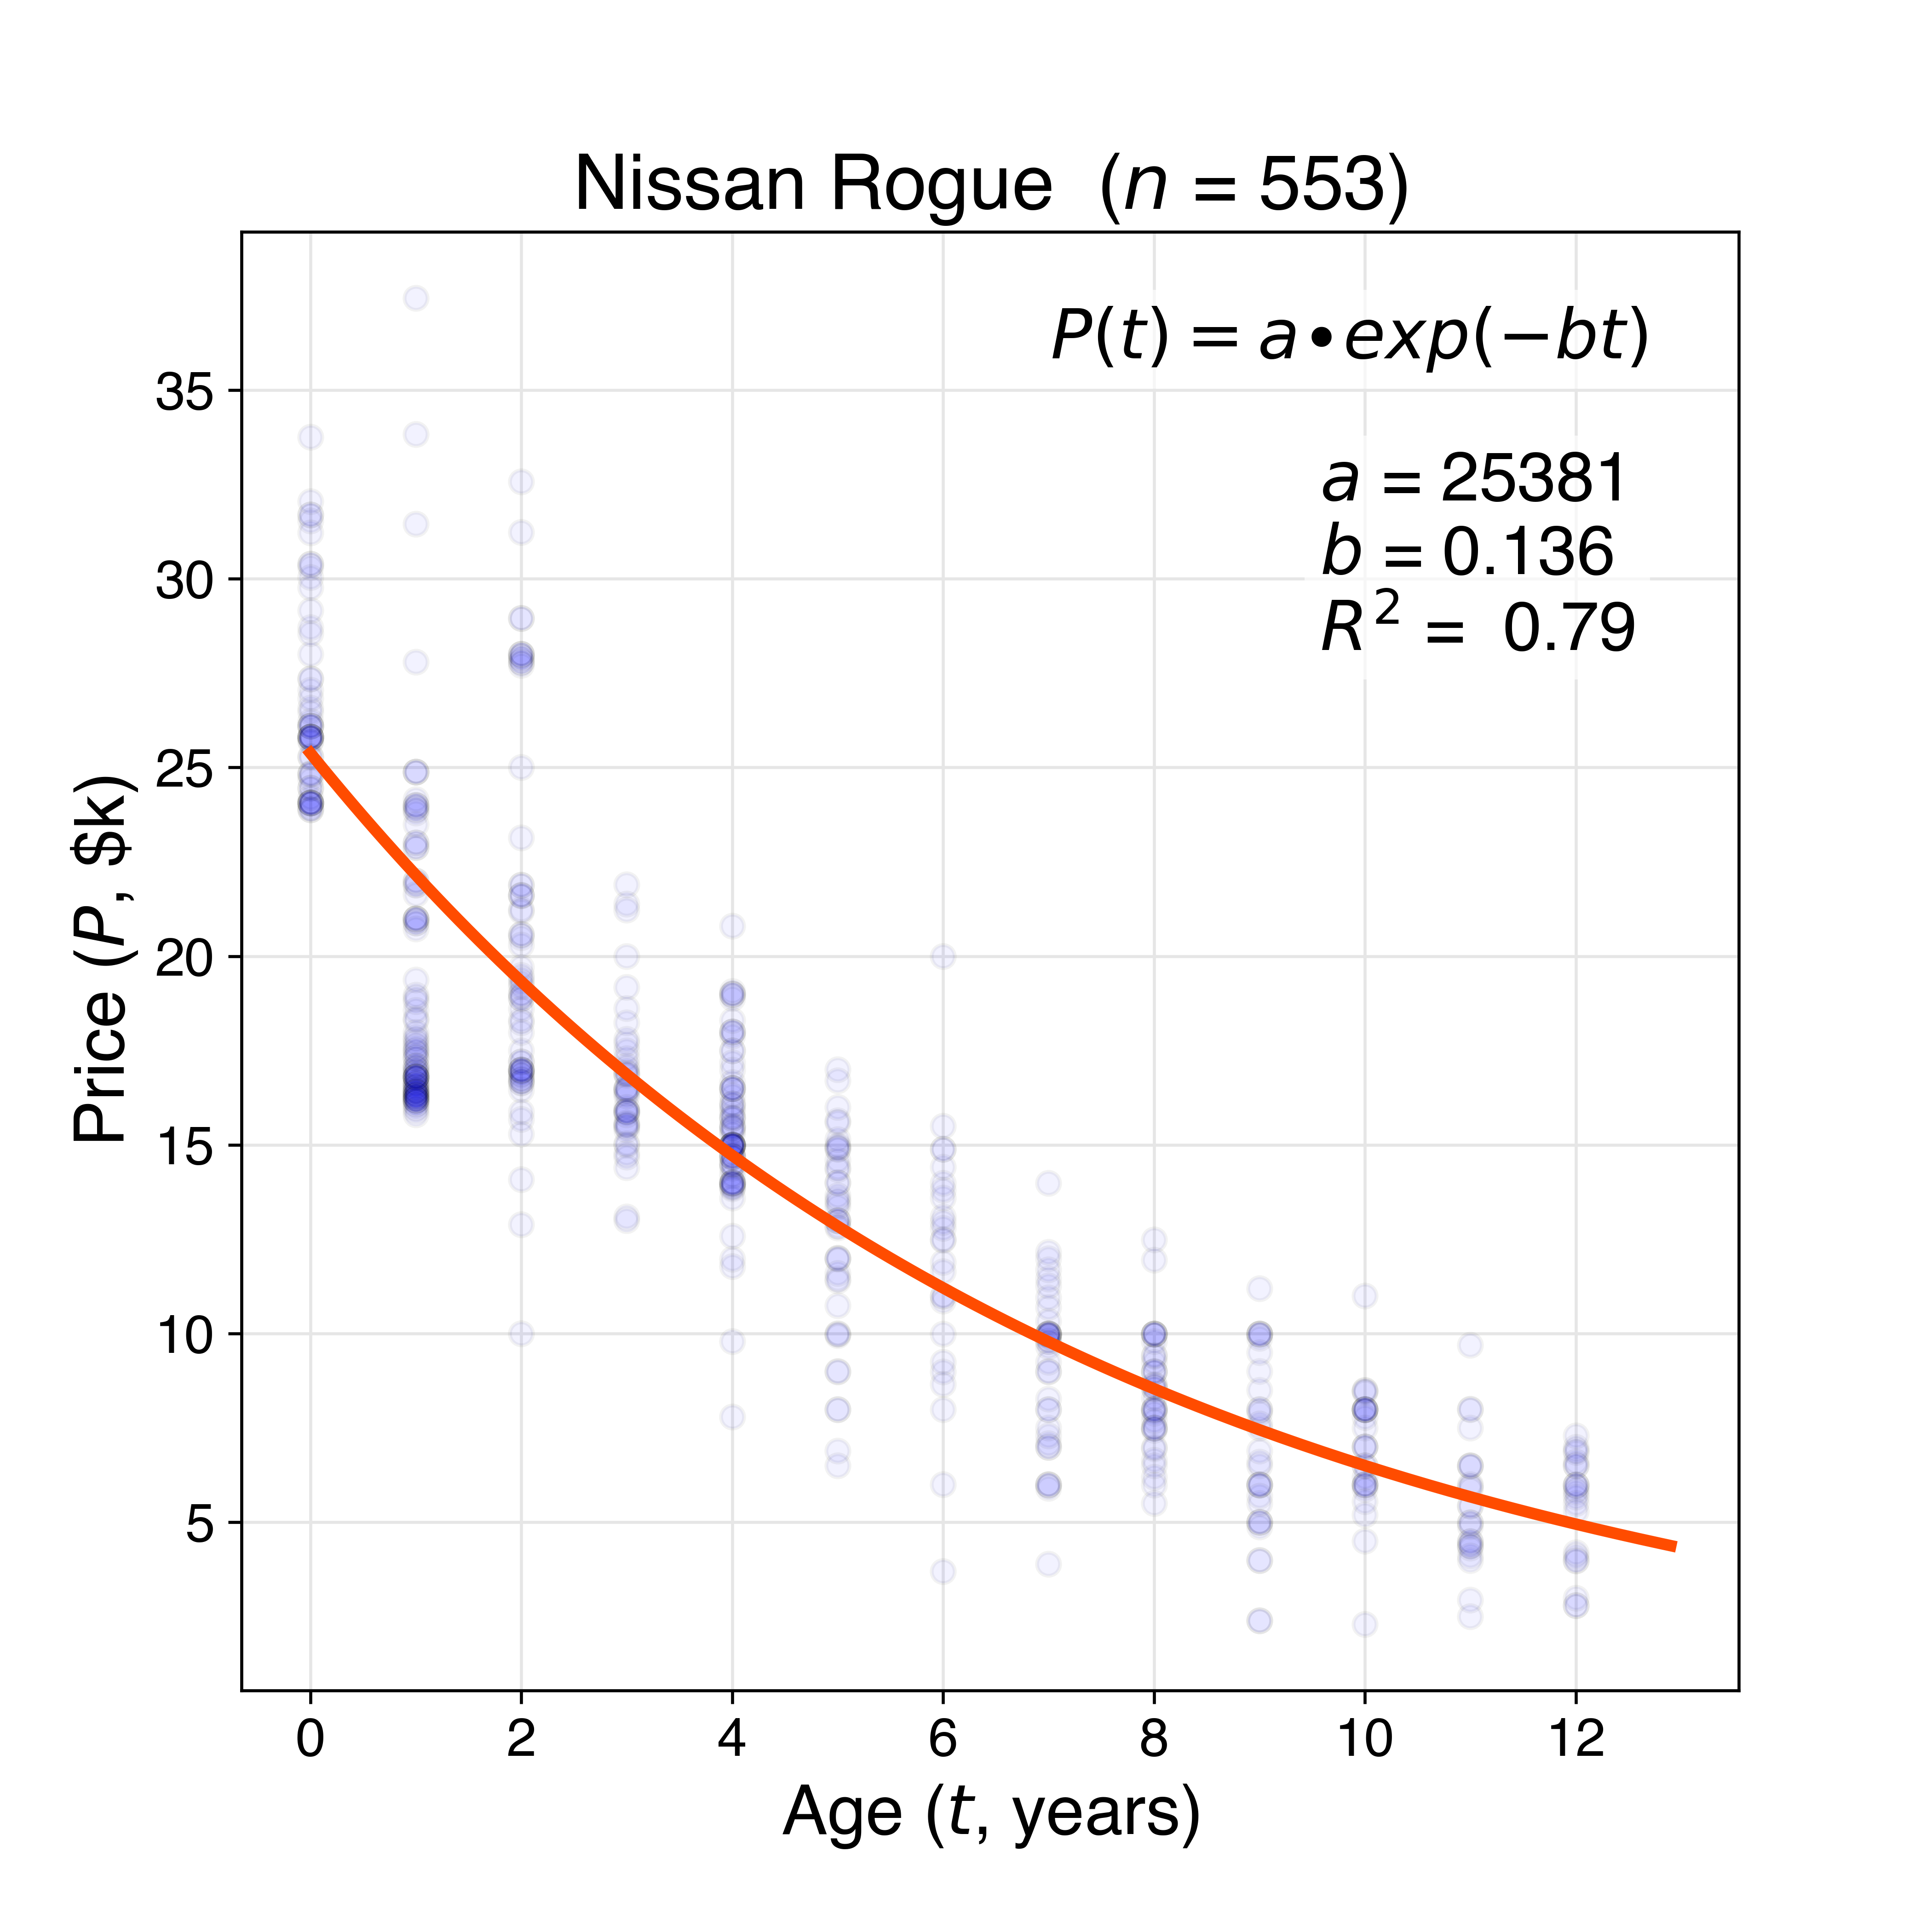 Nissan Rogue  (n = 553)
P(t) = a•exp(−bt)
a = 25381
b = 0.136
R² =  0.79
Price (P, $k)
35
30
25
20
15
10
5
0 2 4 6 8 10 12
Age (t, years)